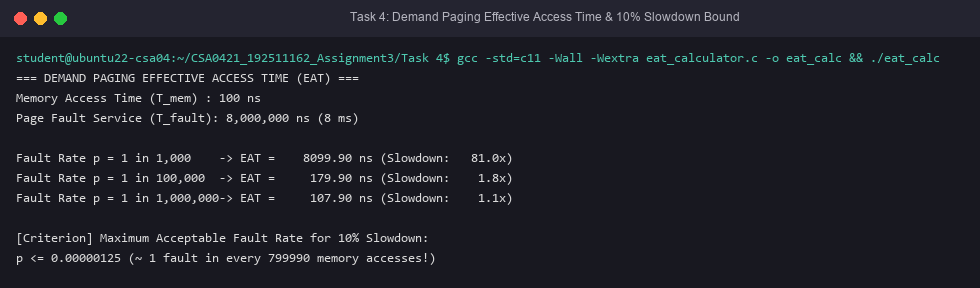 Task 4: Demand Paging Effective Access Time & 10% Slowdown Bound
student@ubuntu22-csa04:~/CSA0421_192511162_Assignment3/Task 4$ gcc -std=c11 -Wall -Wextra eat_calculator.c -o eat_calc && ./eat_calc
=== DEMAND PAGING EFFECTIVE ACCESS TIME (EAT) ===
Memory Access Time (T_mem) : 100 ns
Page Fault Service (T_fault): 8,000,000 ns (8 ms)
Fault Rate p = 1 in 1,000    -> EAT =    8099.90 ns (Slowdown:   81.0x)
Fault Rate p = 1 in 100,000  -> EAT =     179.90 ns (Slowdown:    1.8x)
Fault Rate p = 1 in 1,000,000-> EAT =     107.90 ns (Slowdown:    1.1x)
[Criterion] Maximum Acceptable Fault Rate for 10% Slowdown:
p <= 0.00000125 (~ 1 fault in every 799990 memory accesses!)